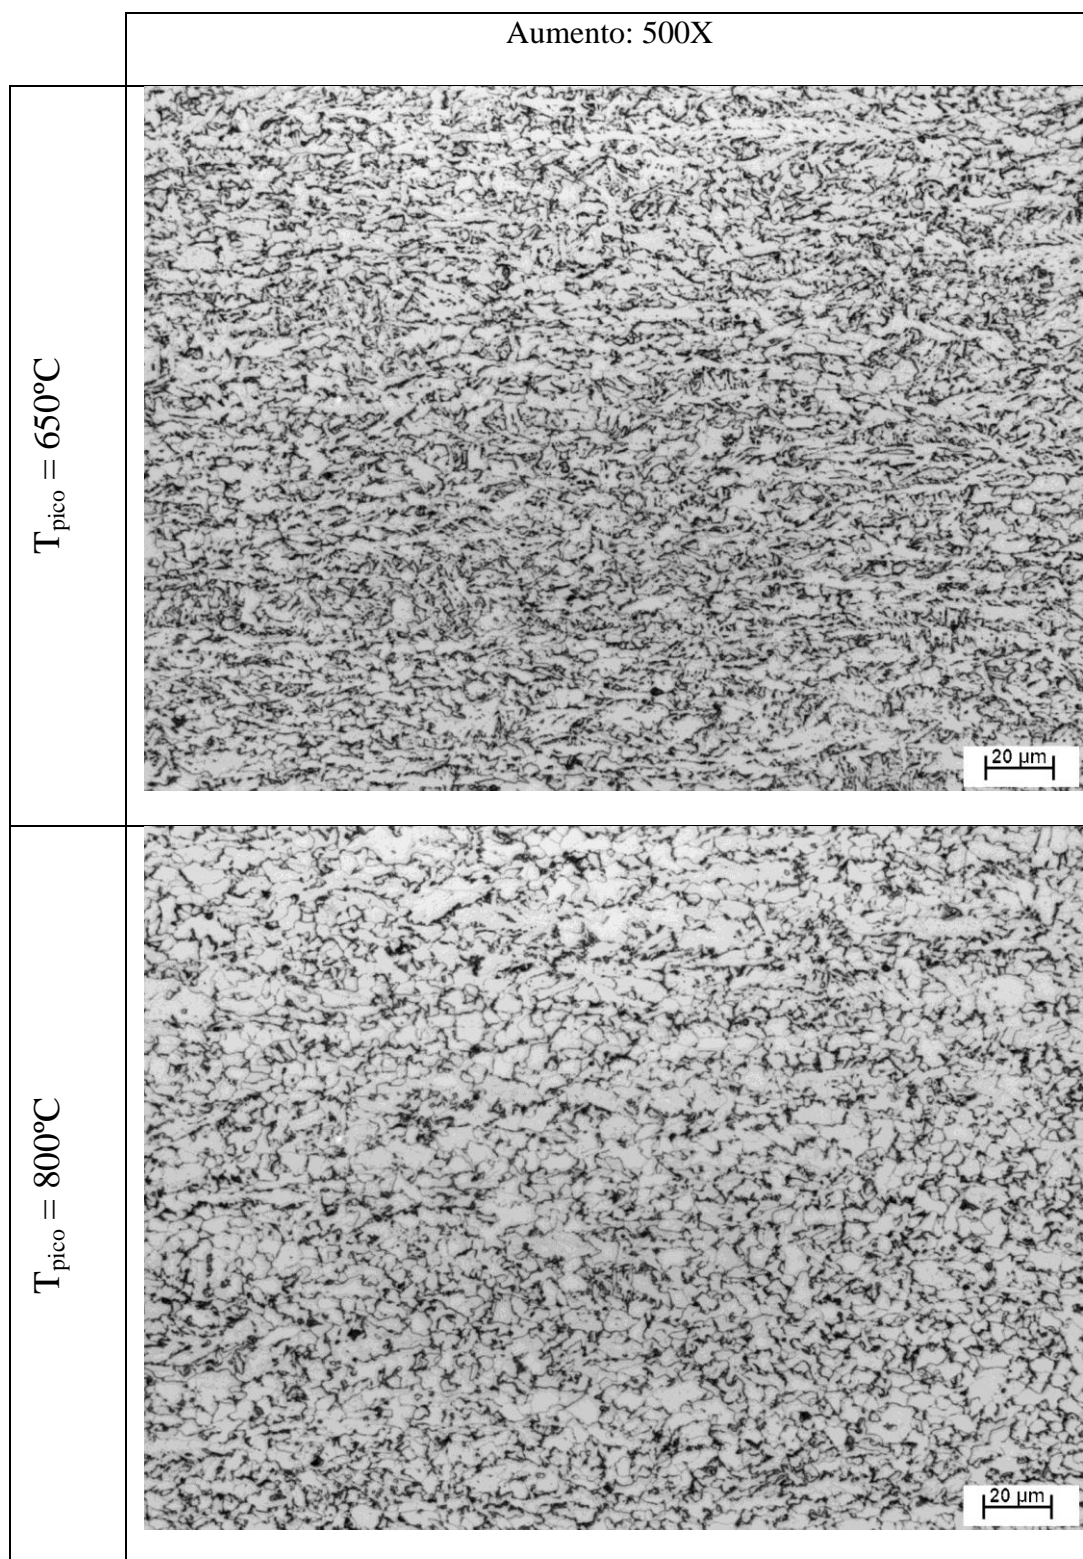 Aumento: 500X
Tpico = 650ºC
20 µm
Tpico = 800ºC
20 µm